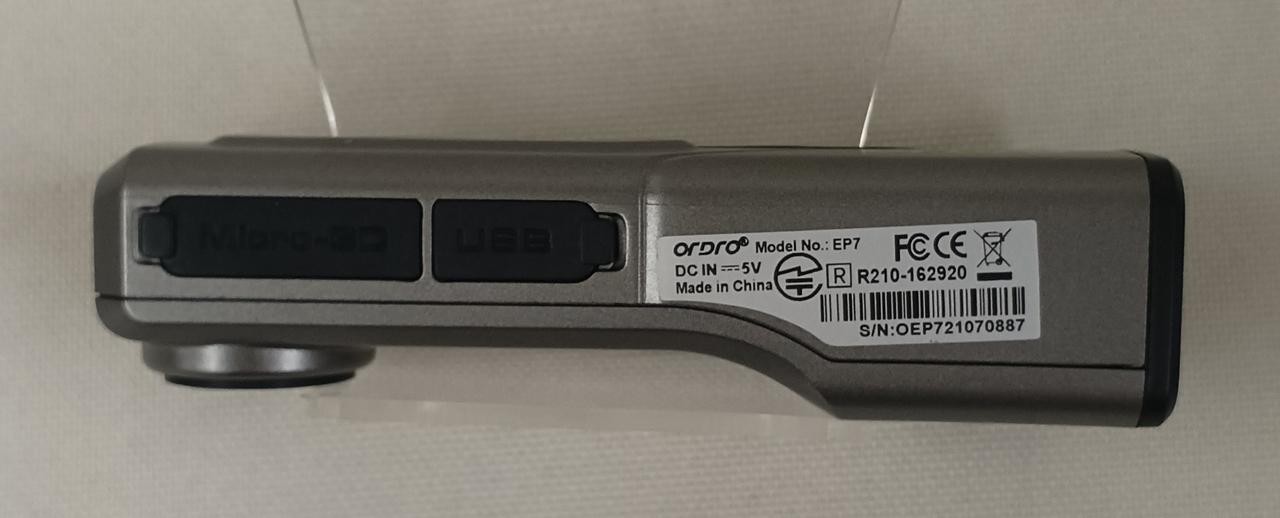 Micro-SD
USB
ORDRO® Model No.: EP7
DC IN ⎓5V
Made in China
FC CE
R R210-162920
S/N:OEP721070887